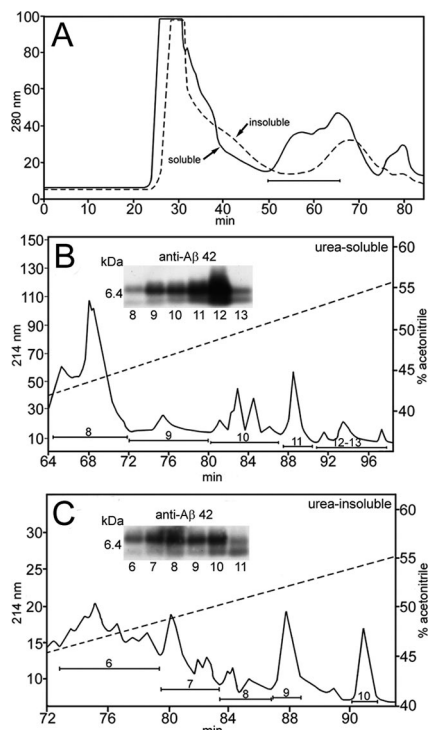 A
100
80
60
40
20
0
280 nm
insoluble
soluble
0 10 20 30 40 50 60 70 80
min
B
150
130
110
90
70
50
30
10
214 nm
urea-soluble
anti-Aβ 42
kDa
6.4
8 9 10 11 12 13
60
55
50
45
40
% acetonitrile
8 9 10 11 12-13
64 68 72 76 80 84 88 92 96
min
C
30
25
20
15
10
214 nm
urea-insoluble
anti-Aβ 42
kDa
6.4
6 7 8 9 10 11
60
55
50
45
40
% acetonitrile
6 7 8 9 10
72 76 80 84 86 90
min